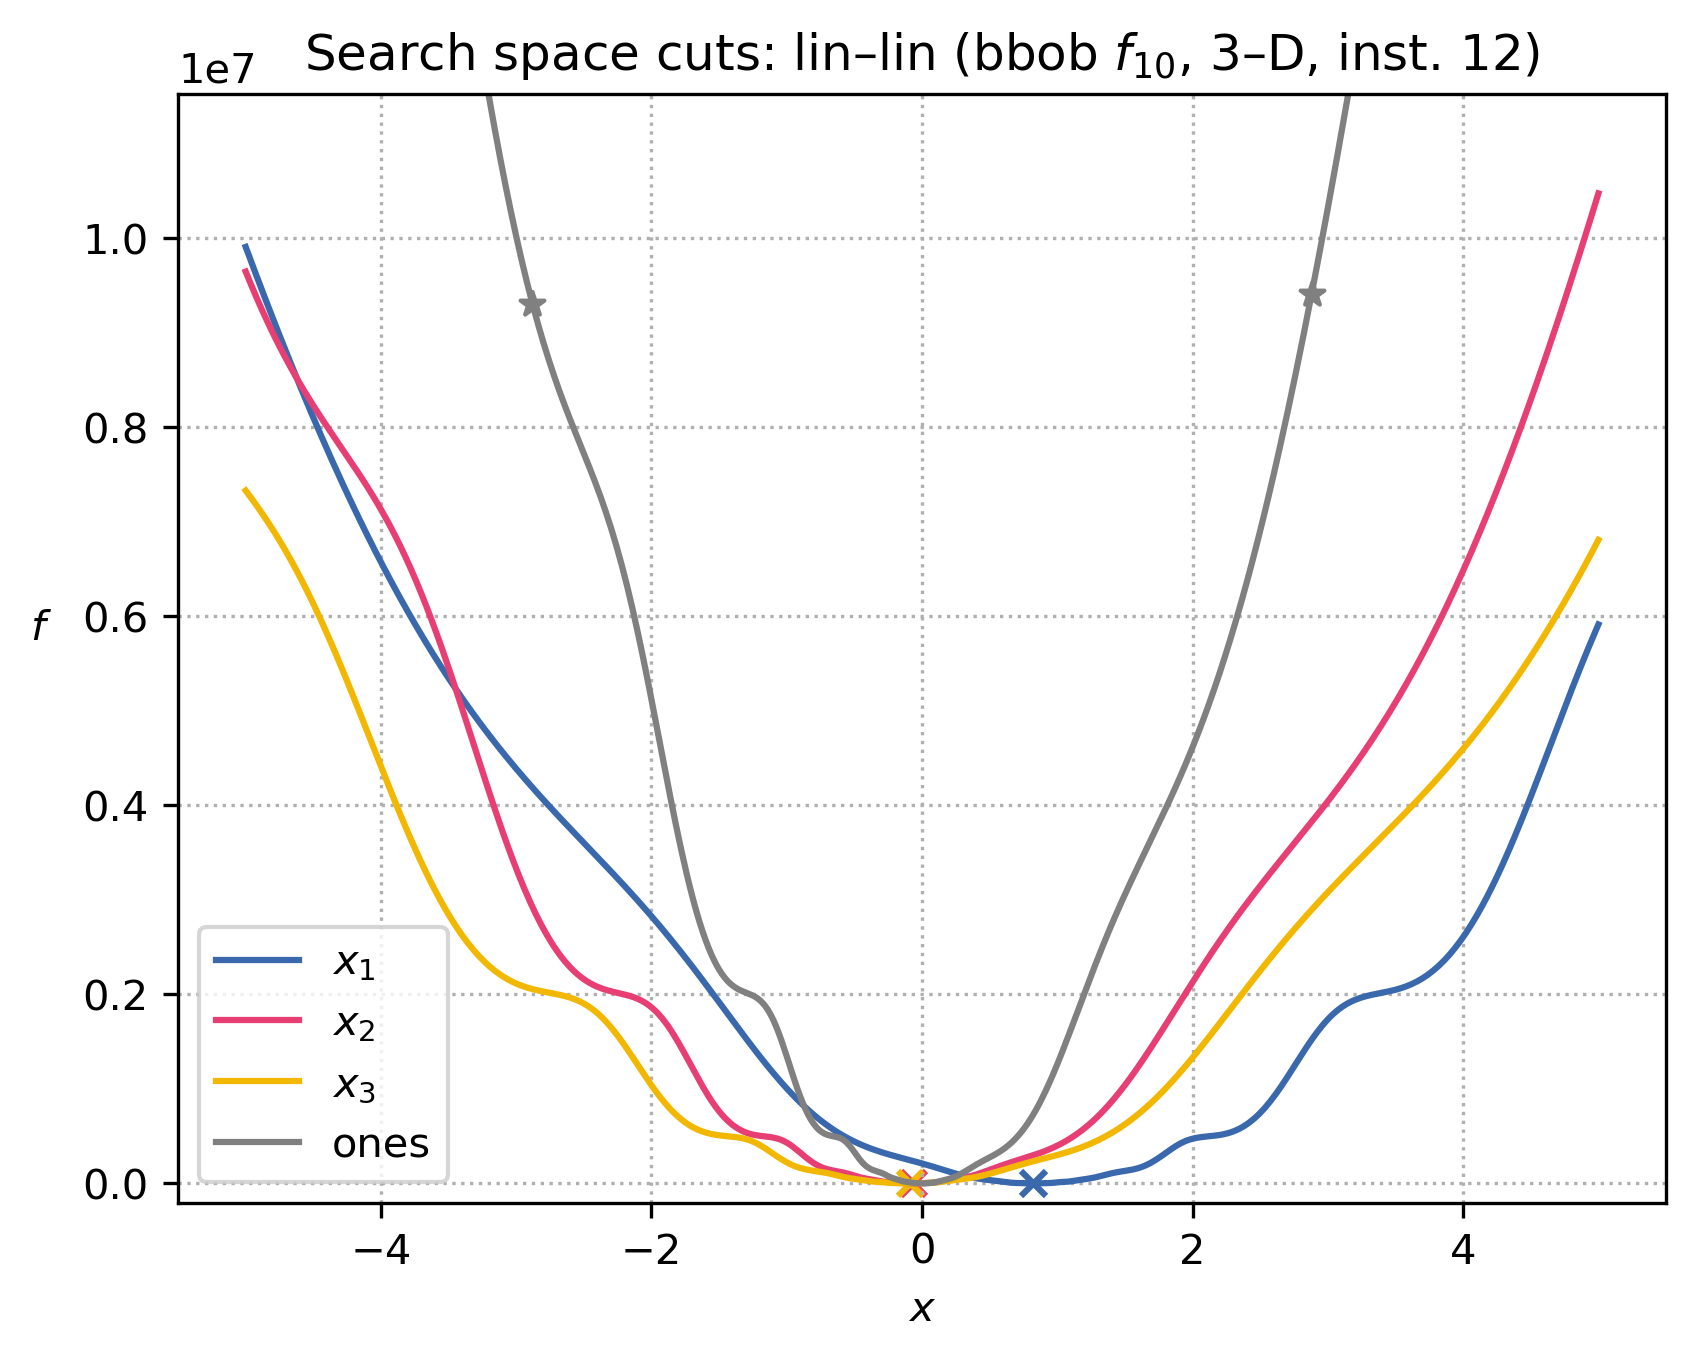 Search space cuts: lin–lin (bbob f10, 3–D, inst. 12)
1e7
1.0
0.8
0.6
0.4
0.2
0.0
f
x1
x2
x3
ones
−4 −2 0 2 4
x